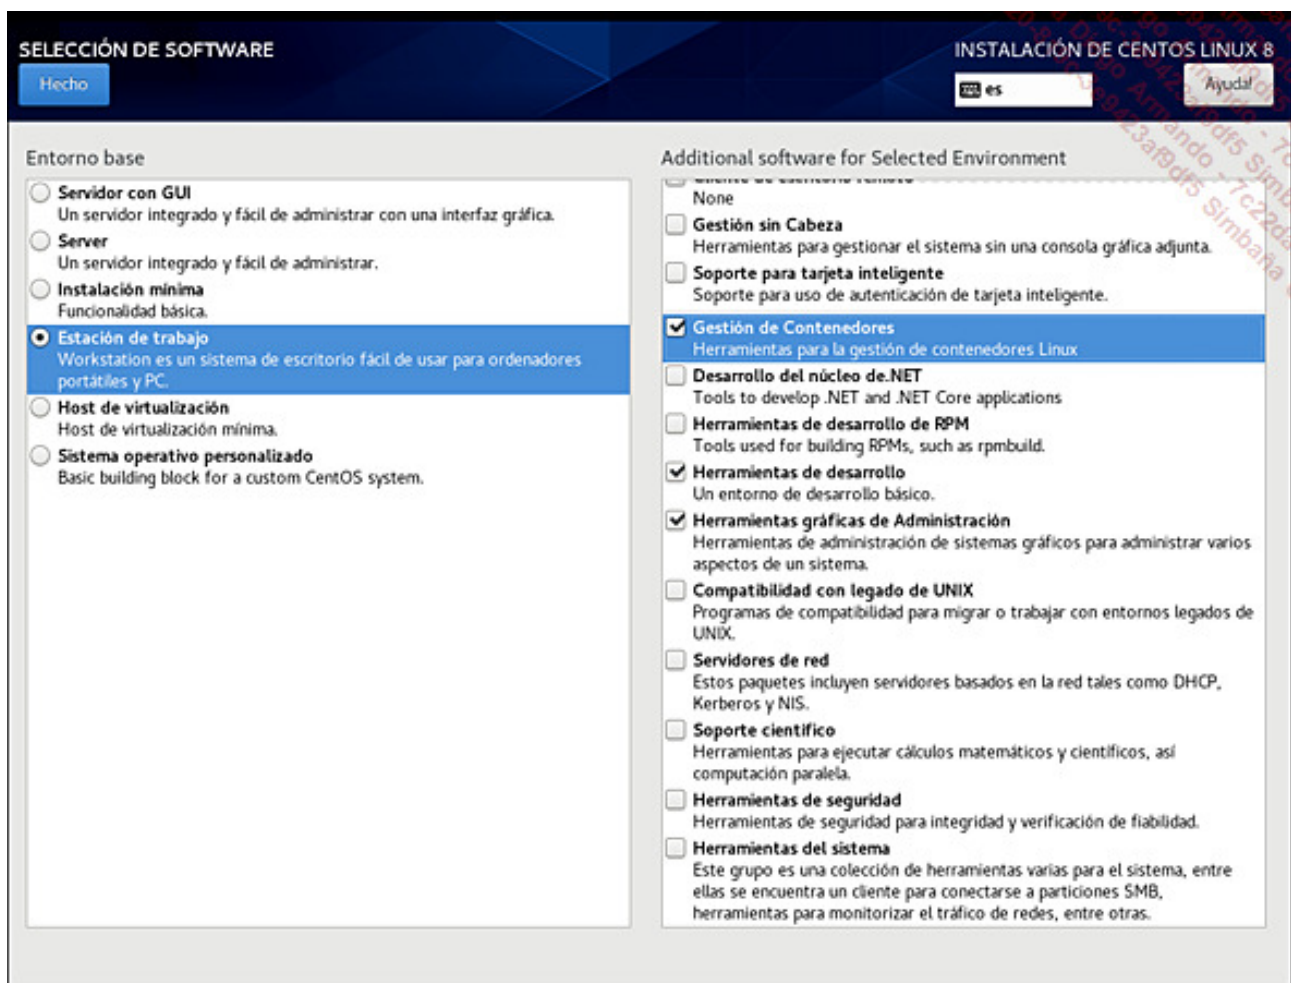 SELECCIÓN DE SOFTWARE
Hecho
INSTALACIÓN DE CENTOS LINUX 8
es
Ayuda!
Entorno base
Servidor con GUI
Un servidor integrado y fácil de administrar con una interfaz gráfica.
Server
Un servidor integrado y fácil de administrar.
Instalación mínima
Funcionalidad básica.
Estación de trabajo
Workstation es un sistema de escritorio fácil de usar para ordenadores
portátiles y PC.
Host de virtualización
Host de virtualización mínima.
Sistema operativo personalizado
Basic building block for a custom CentOS system.
Additional software for Selected Environment
Cliente de escritorio remoto
None
Gestión sin Cabeza
Herramientas para gestionar el sistema sin una consola gráfica adjunta.
Soporte para tarjeta inteligente
Soporte para uso de autenticación de tarjeta inteligente.
Gestión de Contenedores
Herramientas para la gestión de contenedores Linux
Desarrollo del núcleo de.NET
Tools to develop .NET and .NET Core applications
Herramientas de desarrollo de RPM
Tools used for building RPMs, such as rpmbuild.
Herramientas de desarrollo
Un entorno de desarrollo básico.
Herramientas gráficas de Administración
Herramientas de administración de sistemas gráficos para administrar varios
aspectos de un sistema.
Compatibilidad con legado de UNIX
Programas de compatibilidad para migrar o trabajar con entornos legados de
UNIX.
Servidores de red
Estos paquetes incluyen servidores basados en la red tales como DHCP,
Kerberos y NIS.
Soporte científico
Herramientas para ejecutar cálculos matemáticos y científicos, así
computación paralela.
Herramientas de seguridad
Herramientas de seguridad para integridad y verificación de fiabilidad.
Herramientas del sistema
Este grupo es una colección de herramientas varias para el sistema, entre
ellas se encuentra un cliente para conectarse a particiones SMB,
herramientas para monitorizar el tráfico de redes, entre otras.